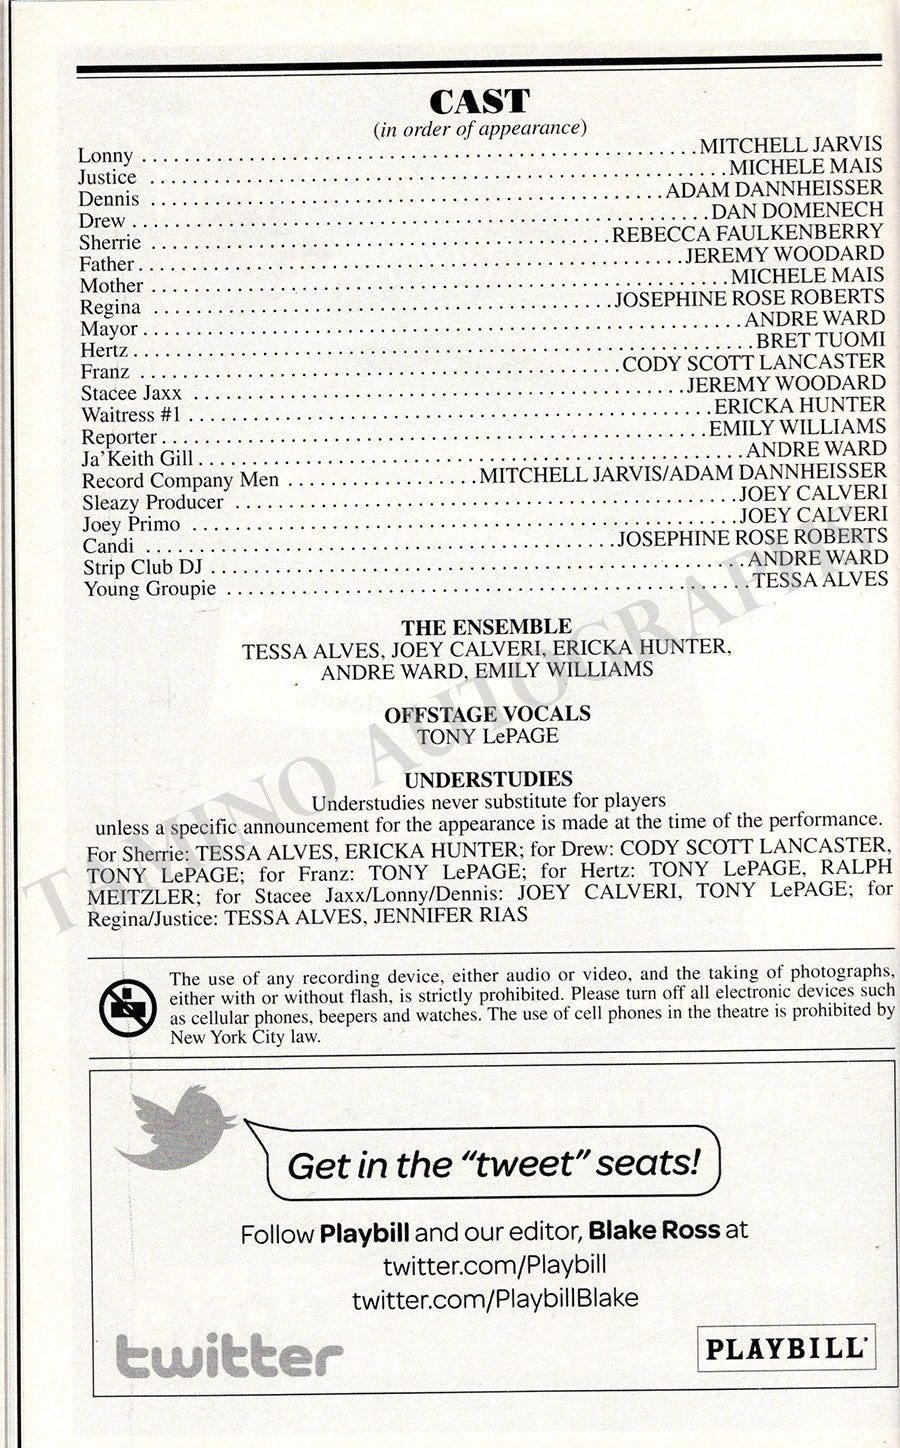 CAST
(in order of appearance)
Lonny ........................................ MITCHELL JARVIS
Justice ........................................ MICHELE MAIS
Dennis ........................................ ADAM DANNHEISSER
Drew ........................................ DAN DOMENECH
Sherrie ........................................ REBECCA FAULKENBERRY
Father ........................................ JEREMY WOODARD
Mother ........................................ MICHELE MAIS
Regina ........................................ JOSEPHINE ROSE ROBERTS
Mayor ........................................ ANDRE WARD
Hertz ........................................ BRET TUOMI
Franz ........................................ CODY SCOTT LANCASTER
Stacee Jaxx ........................................ JEREMY WOODARD
Waitress #1 ........................................ ERICKA HUNTER
Reporter ........................................ EMILY WILLIAMS
Ja'Keith Gill ........................................ ANDRE WARD
Record Company Men .................. MITCHELL JARVIS/ADAM DANNHEISSER
Sleazy Producer ........................................ JOEY CALVERI
Joey Primo ........................................ JOEY CALVERI
Candi ........................................ JOSEPHINE ROSE ROBERTS
Strip Club DJ ........................................ ANDRE WARD
Young Groupie ........................................ TESSA ALVES
THE ENSEMBLE
TESSA ALVES, JOEY CALVERI, ERICKA HUNTER,
ANDRE WARD, EMILY WILLIAMS
OFFSTAGE VOCALS
TONY LePAGE
UNDERSTUDIES
Understudies never substitute for players
unless a specific announcement for the appearance is made at the time of the performance.
For Sherrie: TESSA ALVES, ERICKA HUNTER; for Drew: CODY SCOTT LANCASTER,
TONY LePAGE; for Franz: TONY LePAGE; for Hertz: TONY LePAGE, RALPH
MEITZLER; for Stacee Jaxx/Lonny/Dennis: JOEY CALVERI, TONY LePAGE; for
Regina/Justice: TESSA ALVES, JENNIFER RIAS
TAMINO AUTOGRAPHS
The use of any recording device, either audio or video, and the taking of photographs,
either with or without flash, is strictly prohibited. Please turn off all electronic devices such
as cellular phones, beepers and watches. The use of cell phones in the theatre is prohibited by
New York City law.
Get in the "tweet" seats!
Follow Playbill and our editor, Blake Ross at
twitter.com/Playbill
twitter.com/PlaybillBlake
twitter
PLAYBILL